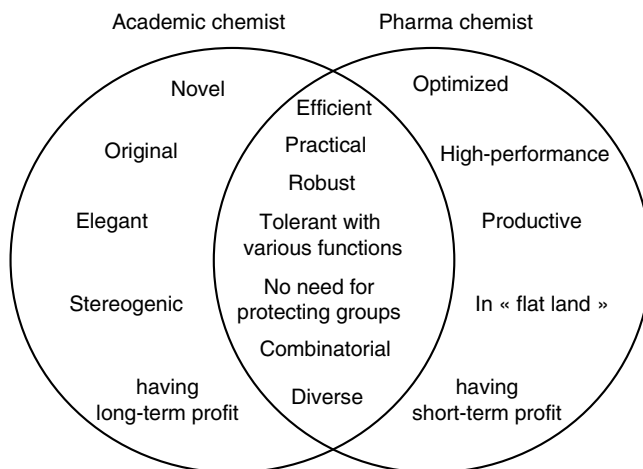 Academic chemist
Pharma chemist
Novel
Original
Elegant
Stereogenic
having
long-term profit
Efficient
Practical
Robust
Tolerant with
various functions
No need for
protecting groups
Combinatorial
Diverse
Optimized
High-performance
Productive
In « flat land »
having
short-term profit